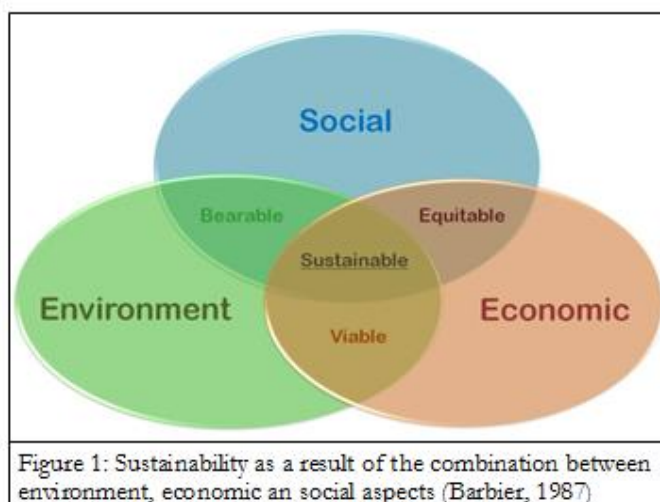 Social
Bearable
Equitable
Sustainable
Environment
Economic
Viable
Figure 1: Sustainability as a result of the combination between
environment, economic an social aspects (Barbier, 1987)